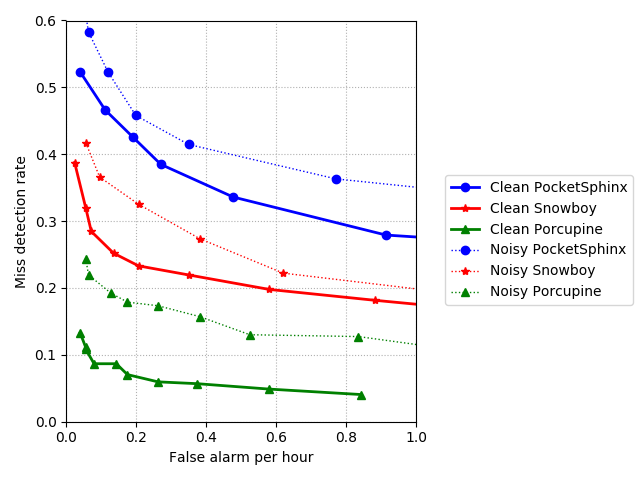 0.6
0.5
0.4
0.3
0.2
0.1
0.0
Miss detection rate
0.0 0.2 0.4 0.6 0.8 1.0
False alarm per hour
Clean PocketSphinx
Clean Snowboy
Clean Porcupine
Noisy PocketSphinx
Noisy Snowboy
Noisy Porcupine